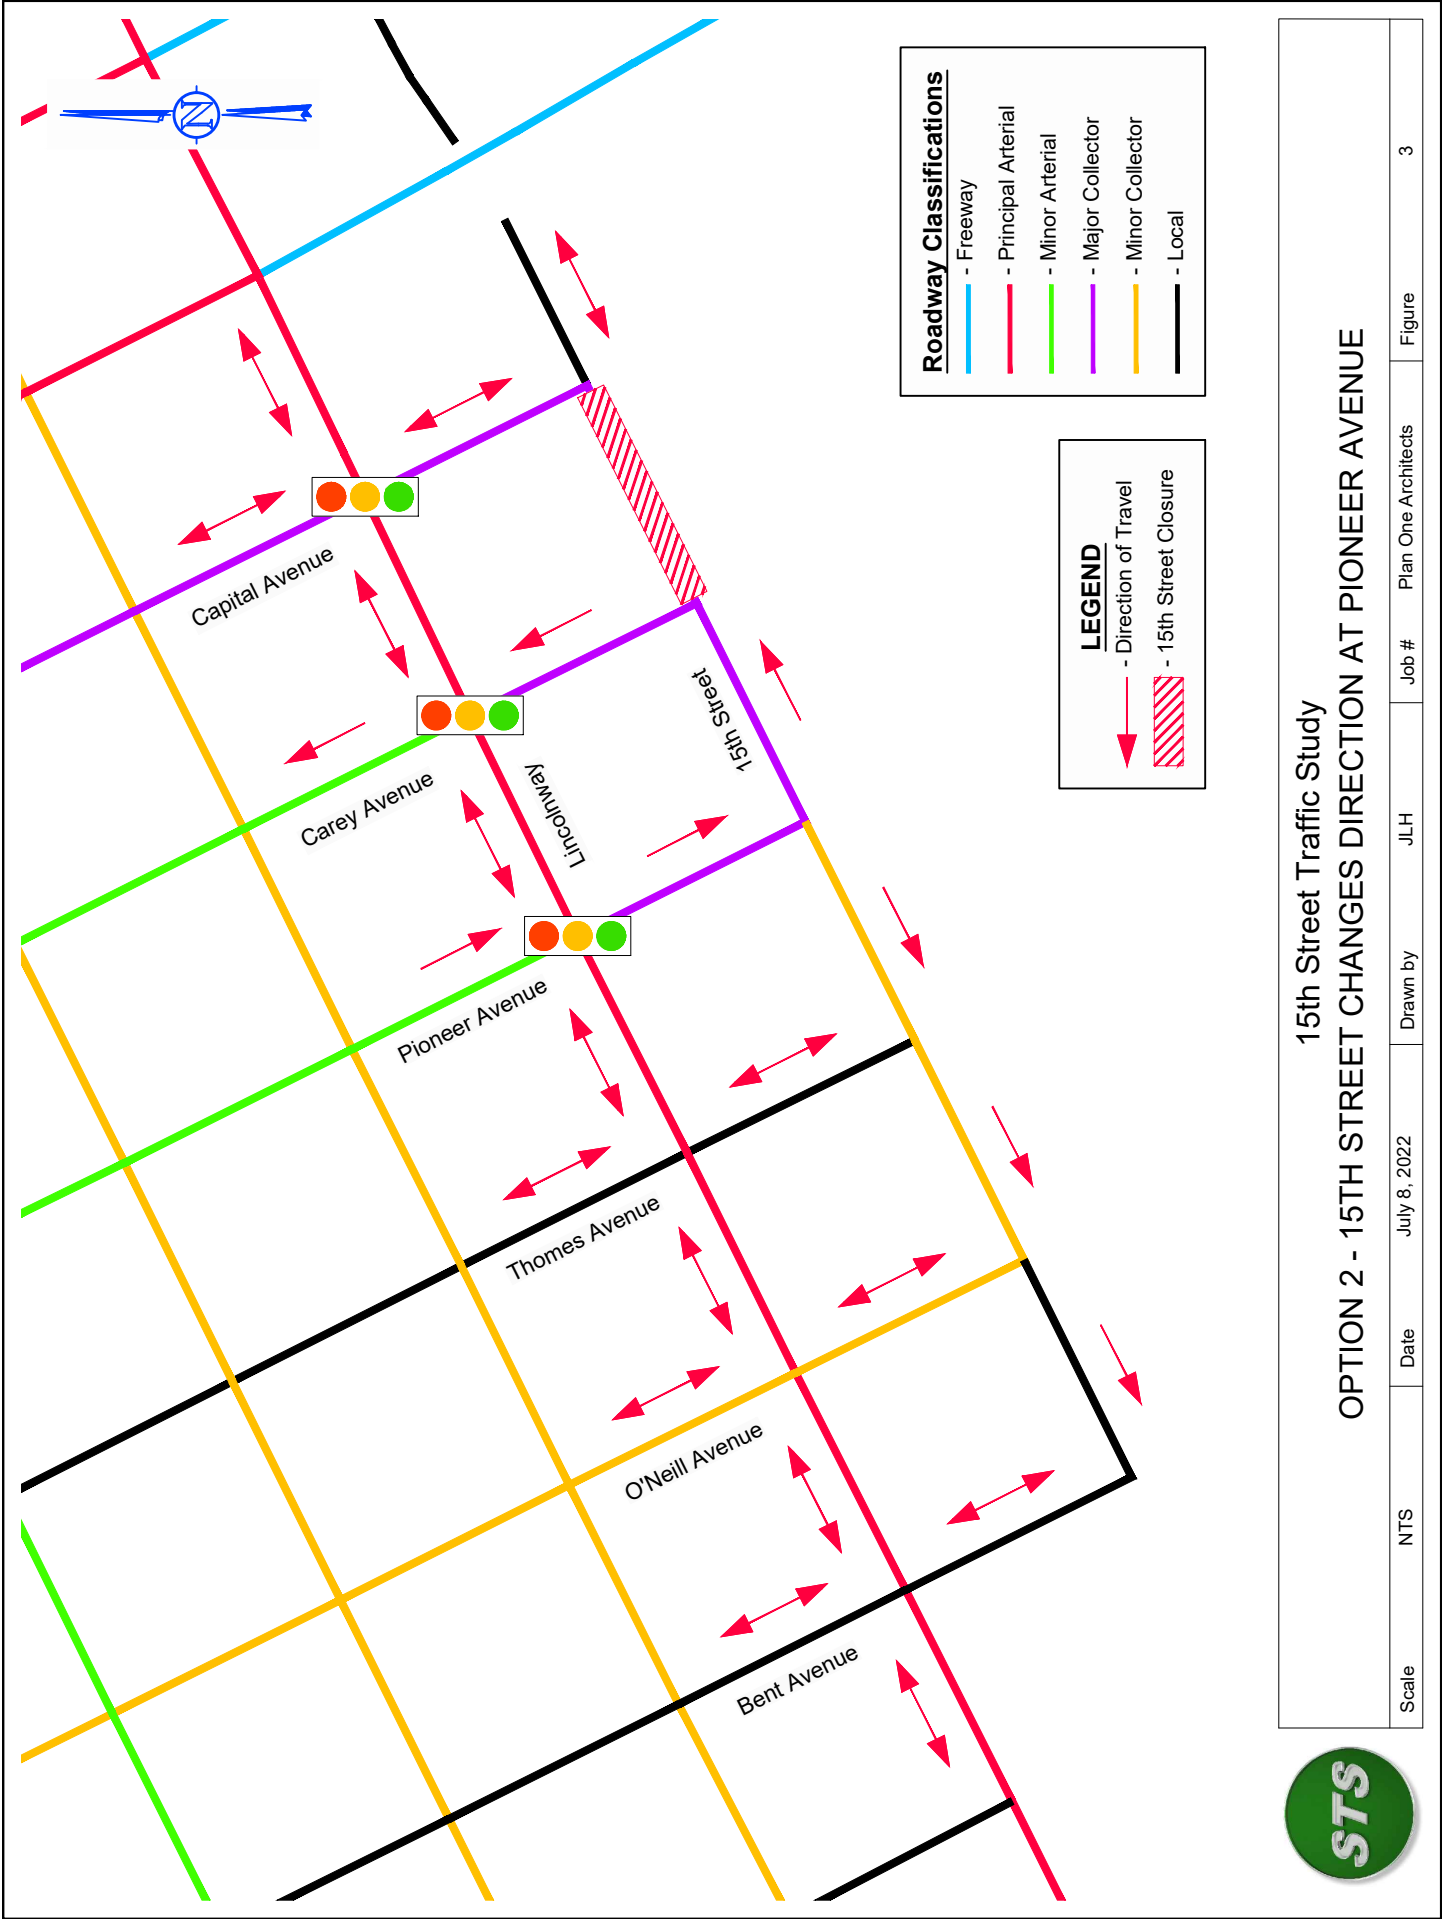 N
Capital Avenue
Carey Avenue
Pioneer Avenue
Thomes Avenue
O'Neill Avenue
Bent Avenue
Lincolnway
15th Street
Roadway Classifications
- Freeway
- Principal Arterial
- Minor Arterial
- Major Collector
- Minor Collector
- Local
LEGEND
- Direction of Travel
- 15th Street Closure
STS
15th Street Traffic Study
OPTION 2 - 15TH STREET CHANGES DIRECTION AT PIONEER AVENUE
Scale NTS Date July 8, 2022 Drawn by JLH Job # Plan One Architects Figure 3